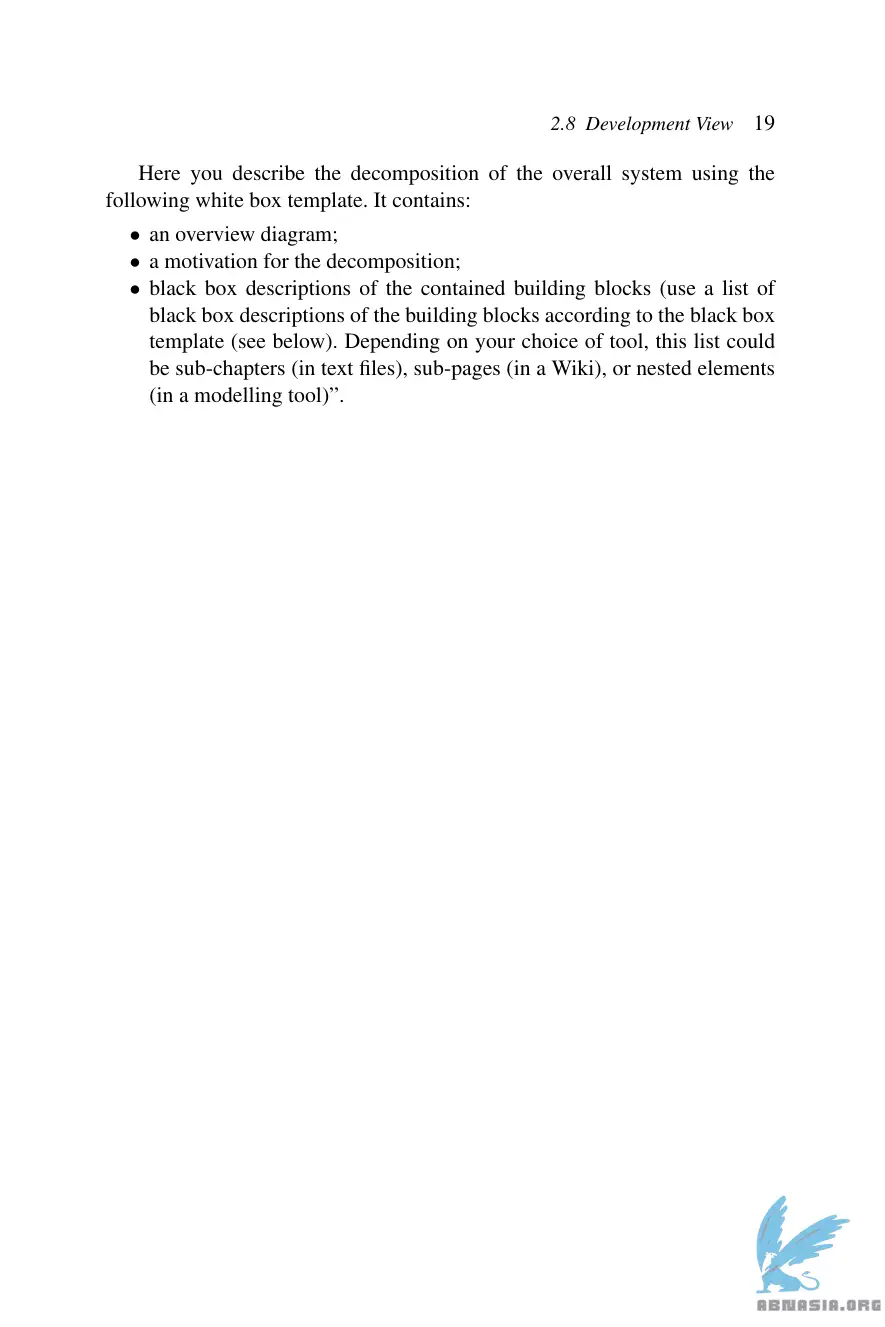 2.8 Development View 19
Here you describe the decomposition of the overall system using the
following white box template. It contains:
• an overview diagram;
• a motivation for the decomposition;
• black box descriptions of the contained building blocks (use a list of
black box descriptions of the building blocks according to the black box
template (see below). Depending on your choice of tool, this list could
be sub-chapters (in text files), sub-pages (in a Wiki), or nested elements
(in a modelling tool)”.
ABNASIA.ORG